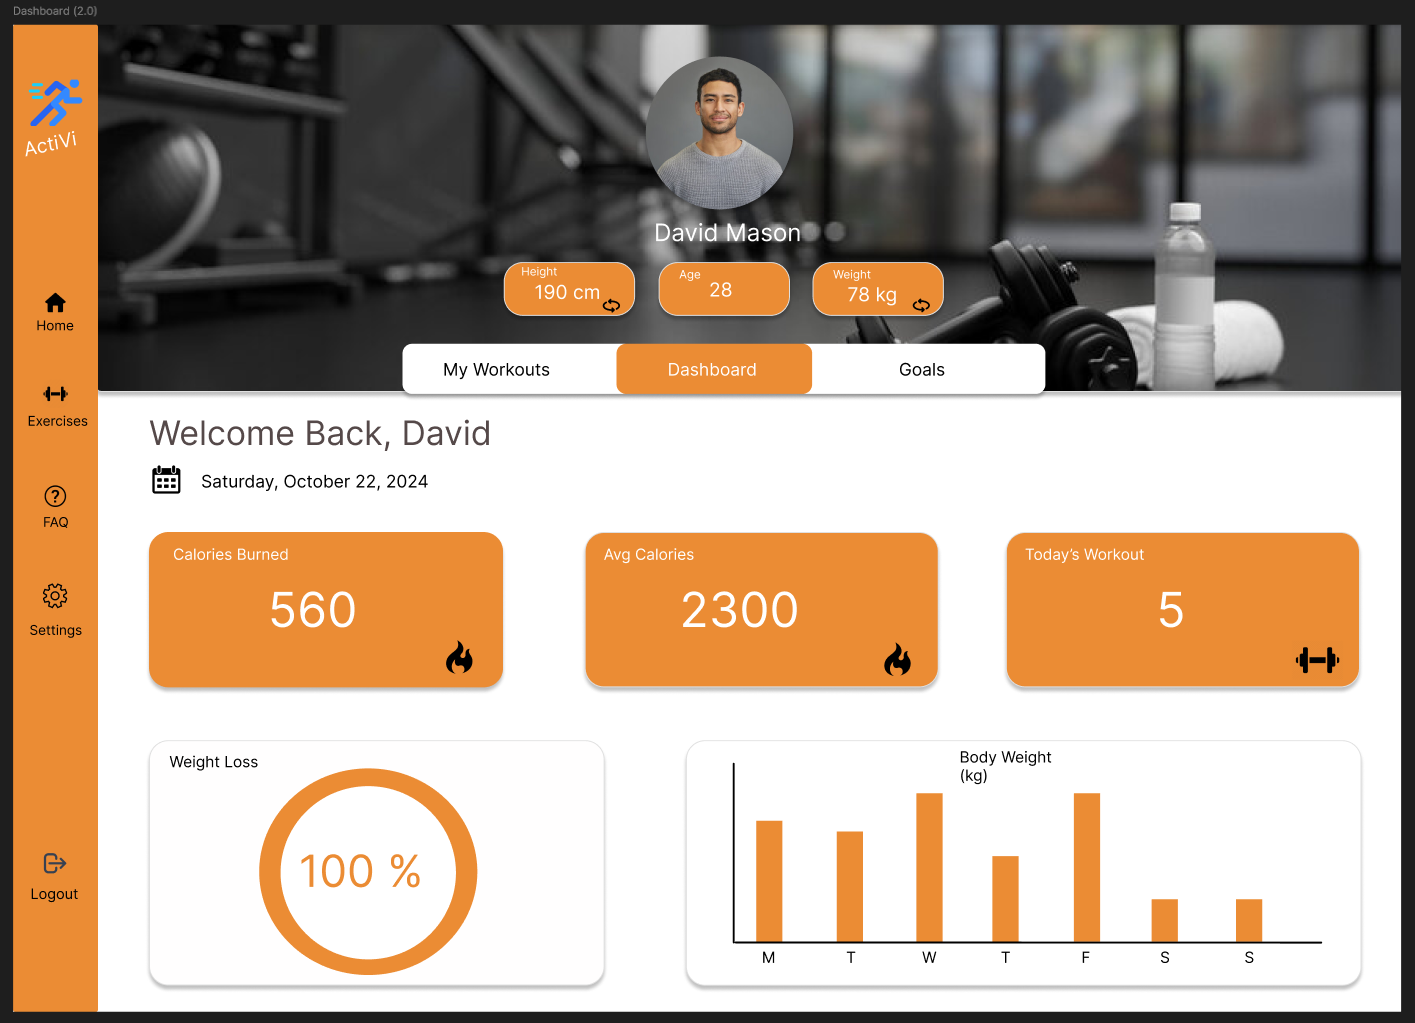 Dashboard (2.0)
ActiVi
Home
Exercises
FAQ
Settings
Logout
David Mason
Height
190 cm
Age
28
Weight
78 kg
My Workouts
Dashboard
Goals
Welcome Back, David
Saturday, October 22, 2024
Calories Burned
560
Avg Calories
2300
Today’s Workout
5
Weight Loss
100 %
Body Weight
(kg)
M T W T F S S